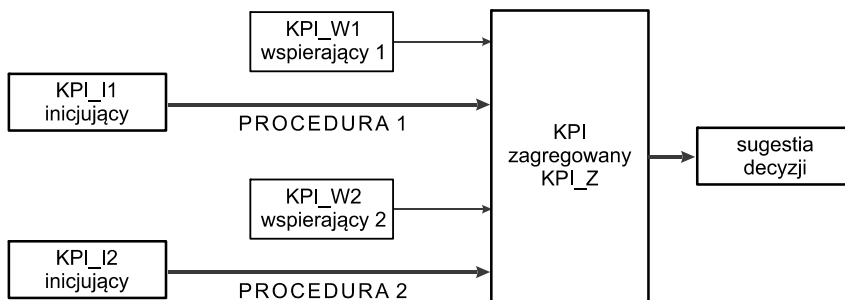 KPI_W1
wspierający 1
KPI_I1
inicjujący
PROCEDURA 1
KPI
zagregowany
KPI_Z
sugestia
decyzji
KPI_W2
wspierający 2
KPI_I2
inicjujący
PROCEDURA 2